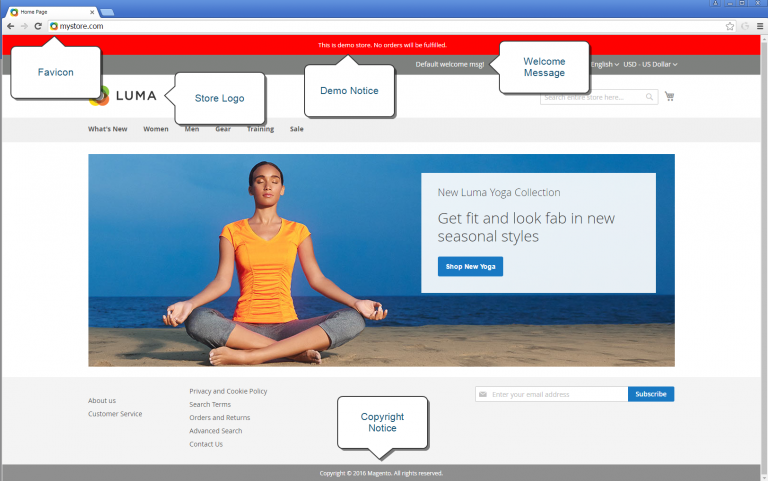 Home Page
mystore.com
This is demo store. No orders will be fulfilled.
Favicon
Default welcome msg!
Welcome
Message
English
USD - US Dollar
LUMA
Store Logo
Demo Notice
Search entire store here...
What's New
Women
Men
Gear
Training
Sale
New Luma Yoga Collection
Get fit and look fab in new
seasonal styles
Shop New Yoga
About us
Customer Service
Privacy and Cookie Policy
Search Terms
Orders and Returns
Advanced Search
Contact Us
Enter your email address
Subscribe
Copyright
Notice
Copyright © 2016 Magento. All rights reserved.